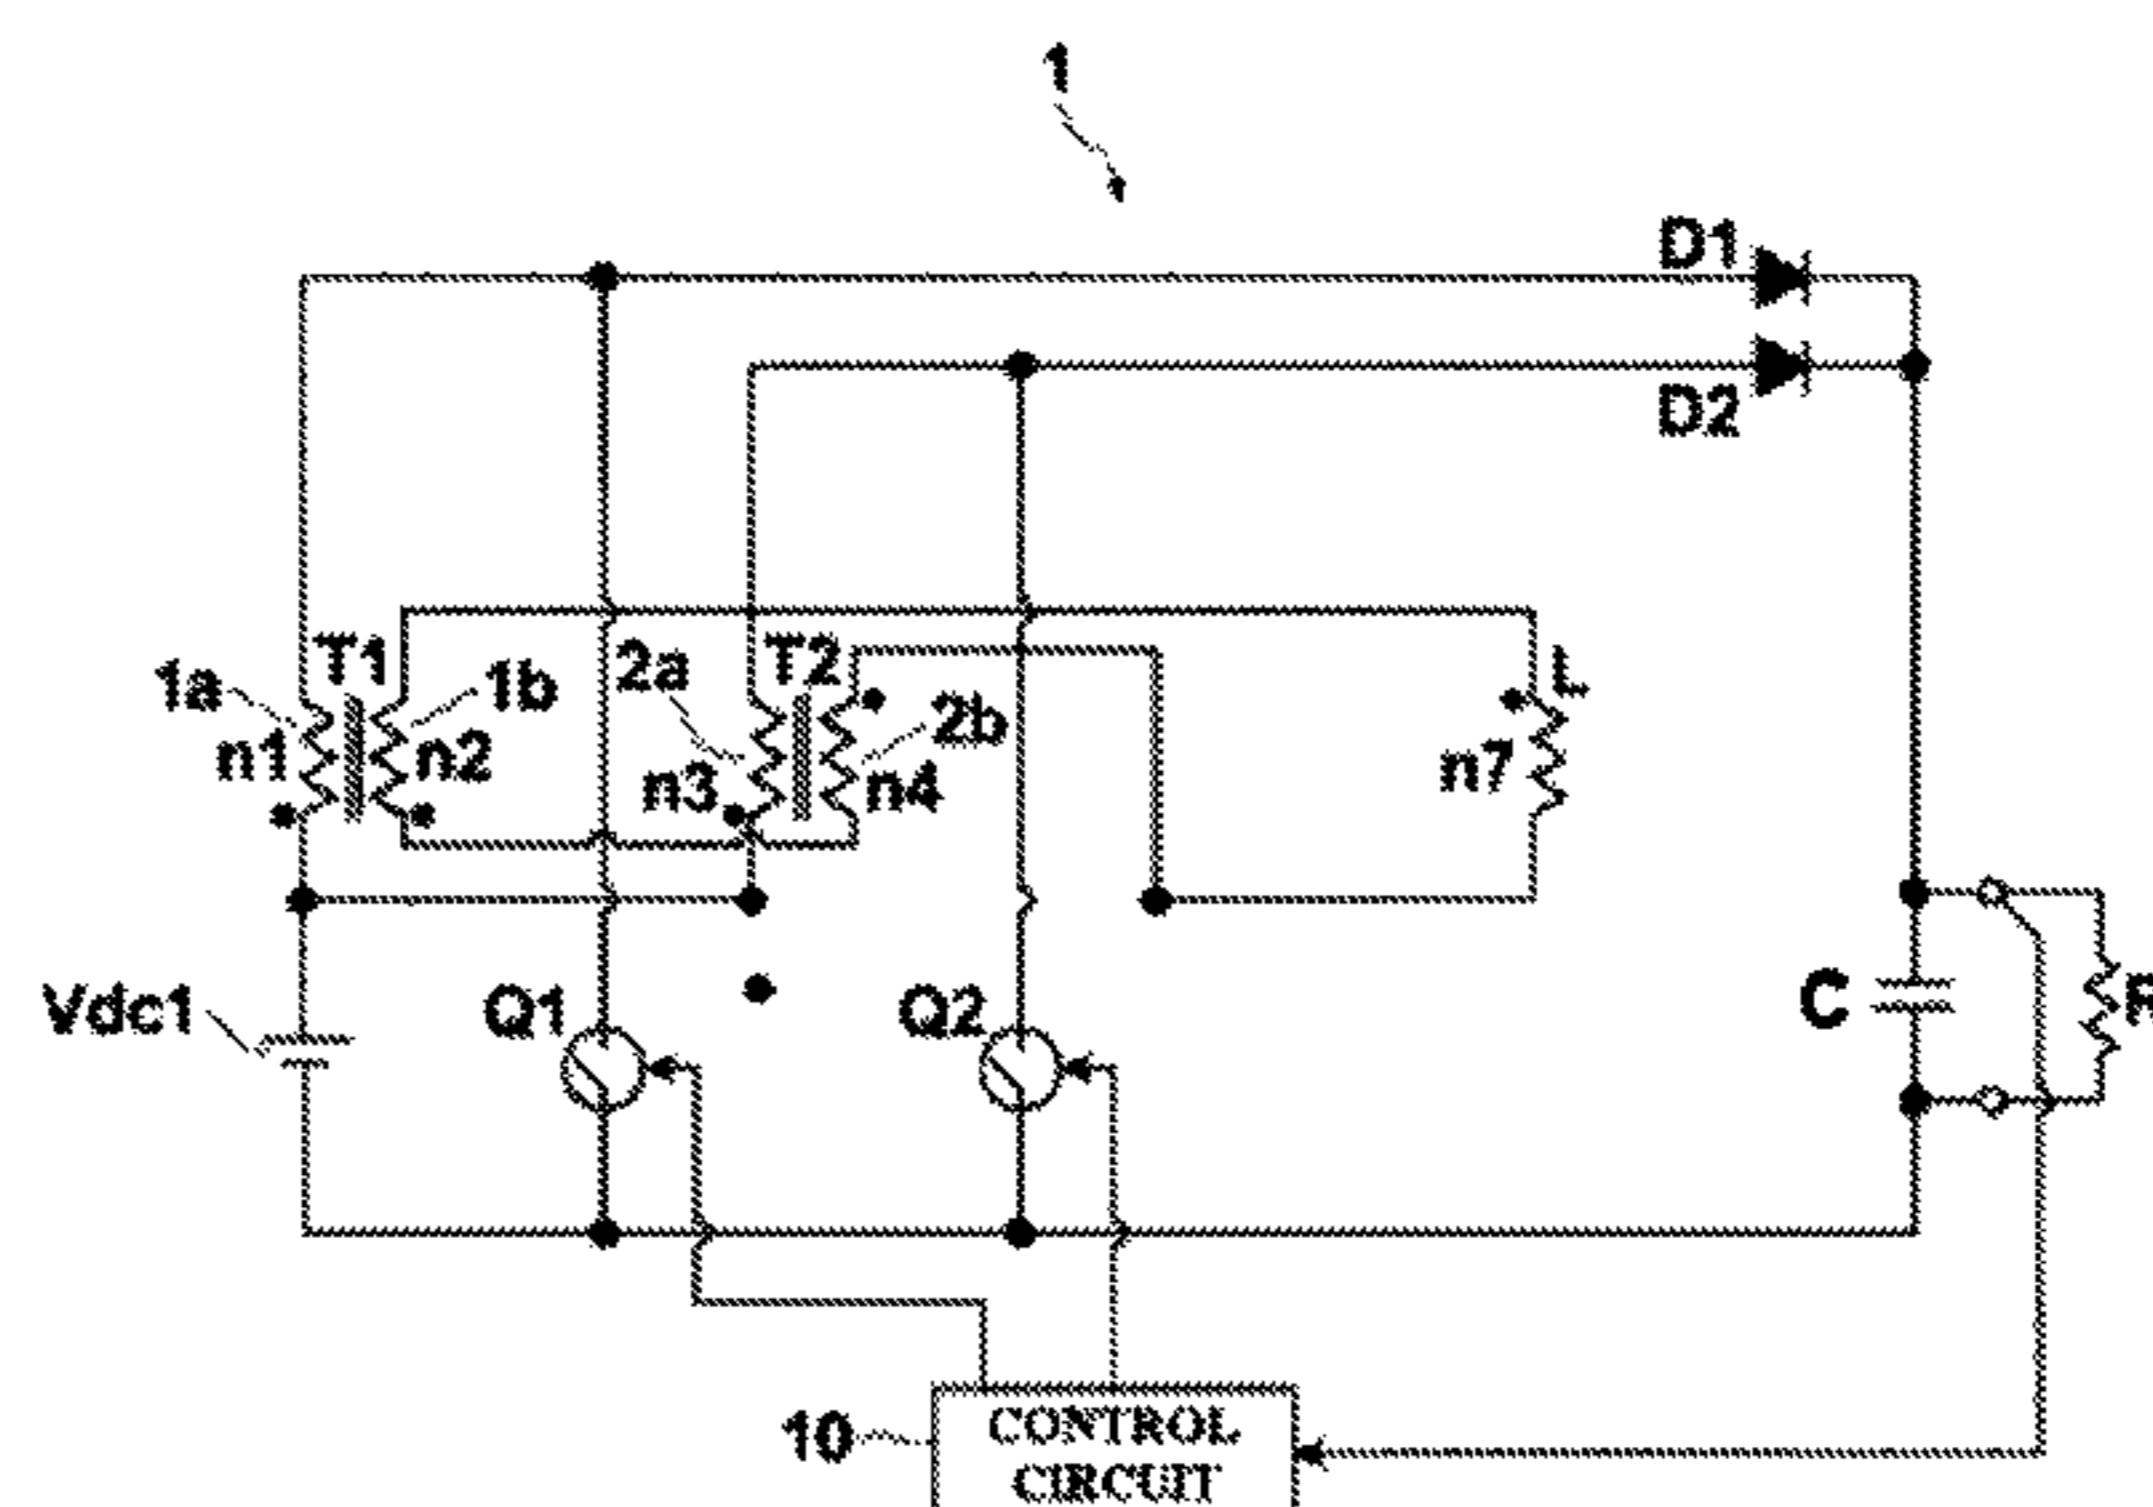 1
D1
D2
T1
T2
L
1a
1b
2a
2b
n1
n2
n3
n4
n7
Vdc1
Q1
Q2
C
R
10
CONTROL
CIRCUIT